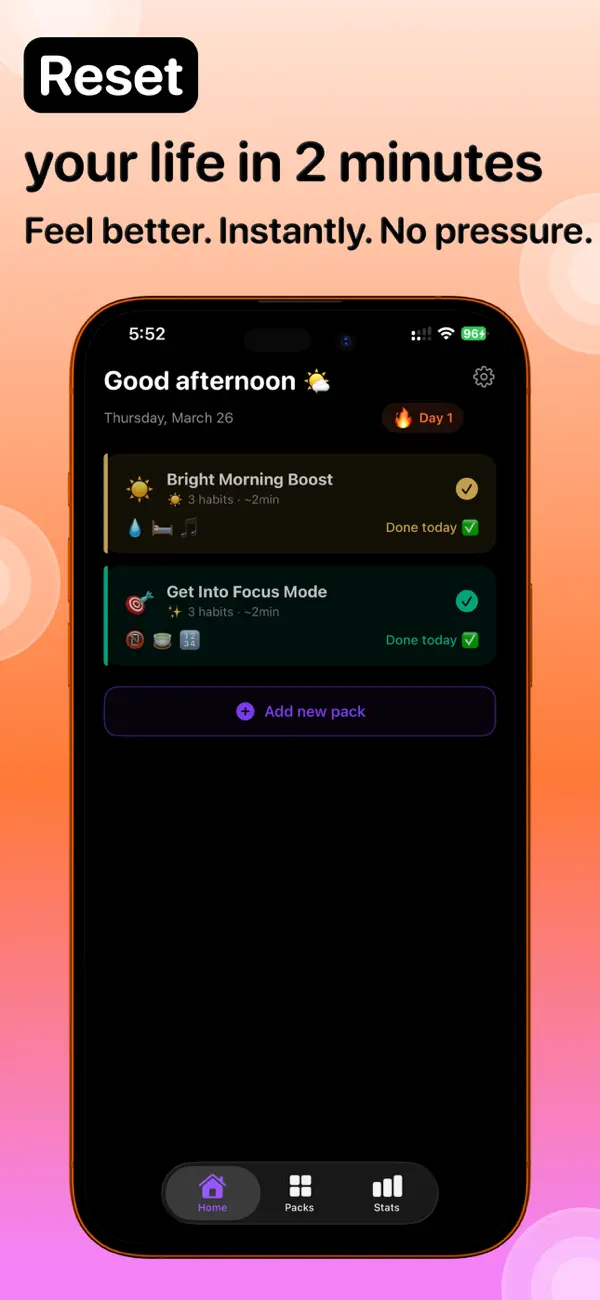 Reset
your life in 2 minutes
Feel better. Instantly. No pressure.
5:52
96
Good afternoon
Thursday, March 26
Day 1
Bright Morning Boost
3 habits · ~2min
Done today
Get Into Focus Mode
3 habits · ~2min
1234
Done today
Add new pack
Home Packs Stats